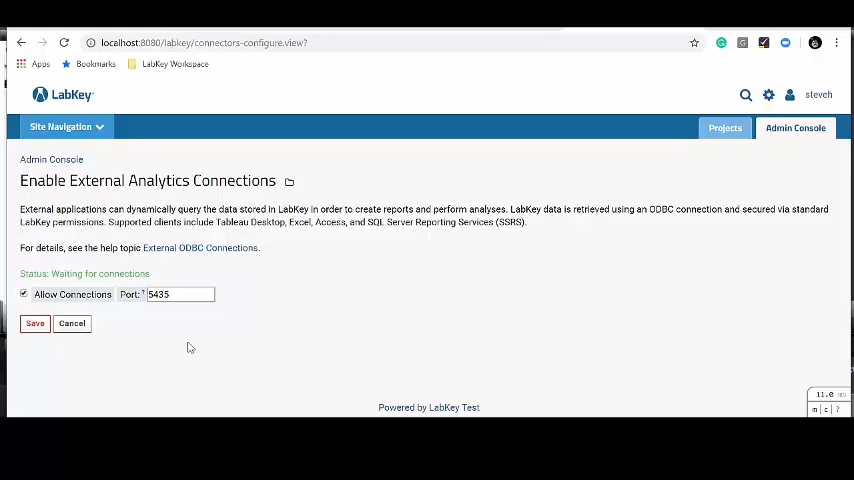 localhost:8080/labkey/connectors-configure.view?
Apps Bookmarks LabKey Workspace
LabKey
steveh
Site Navigation Projects Admin Console
Admin Console
Enable External Analytics Connections
External applications can dynamically query the data stored in LabKey in order to create reports and perform analyses. LabKey data is retrieved using an ODBC connection and secured via standard
LabKey permissions. Supported clients include Tableau Desktop, Excel, Access, and SQL Server Reporting Services (SSRS).
For details, see the help topic External ODBC Connections.
Status: Waiting for connections
Allow Connections Port: ? 5435
Save Cancel
Powered by LabKey Test
11.0 ms
m | c | ?